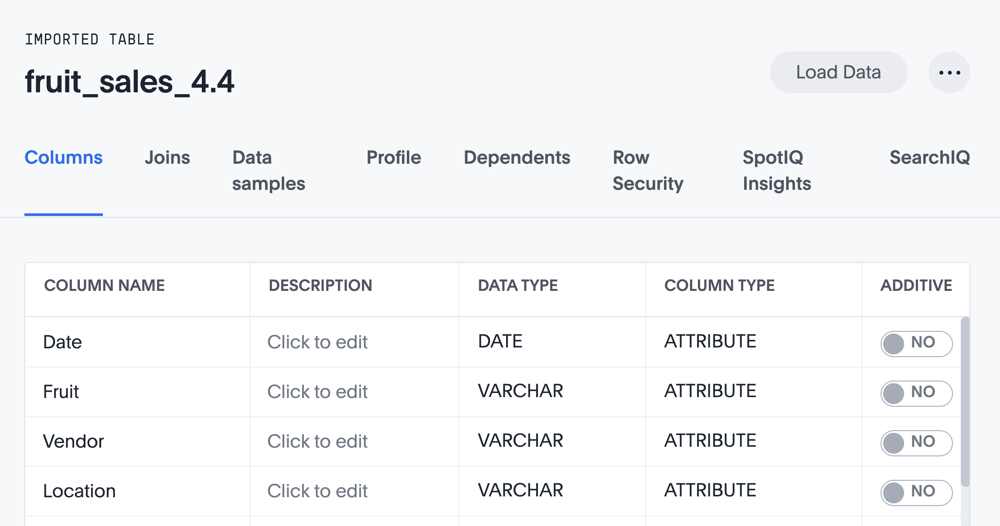 IMPORTED TABLE
fruit_sales_4.4
Load Data
Columns Joins Data samples Profile Dependents Row Security SpotIQ Insights SearchIQ
COLUMN NAME DESCRIPTION DATA TYPE COLUMN TYPE ADDITIVE
Date Click to edit DATE ATTRIBUTE NO
Fruit Click to edit VARCHAR ATTRIBUTE NO
Vendor Click to edit VARCHAR ATTRIBUTE NO
Location Click to edit VARCHAR ATTRIBUTE NO